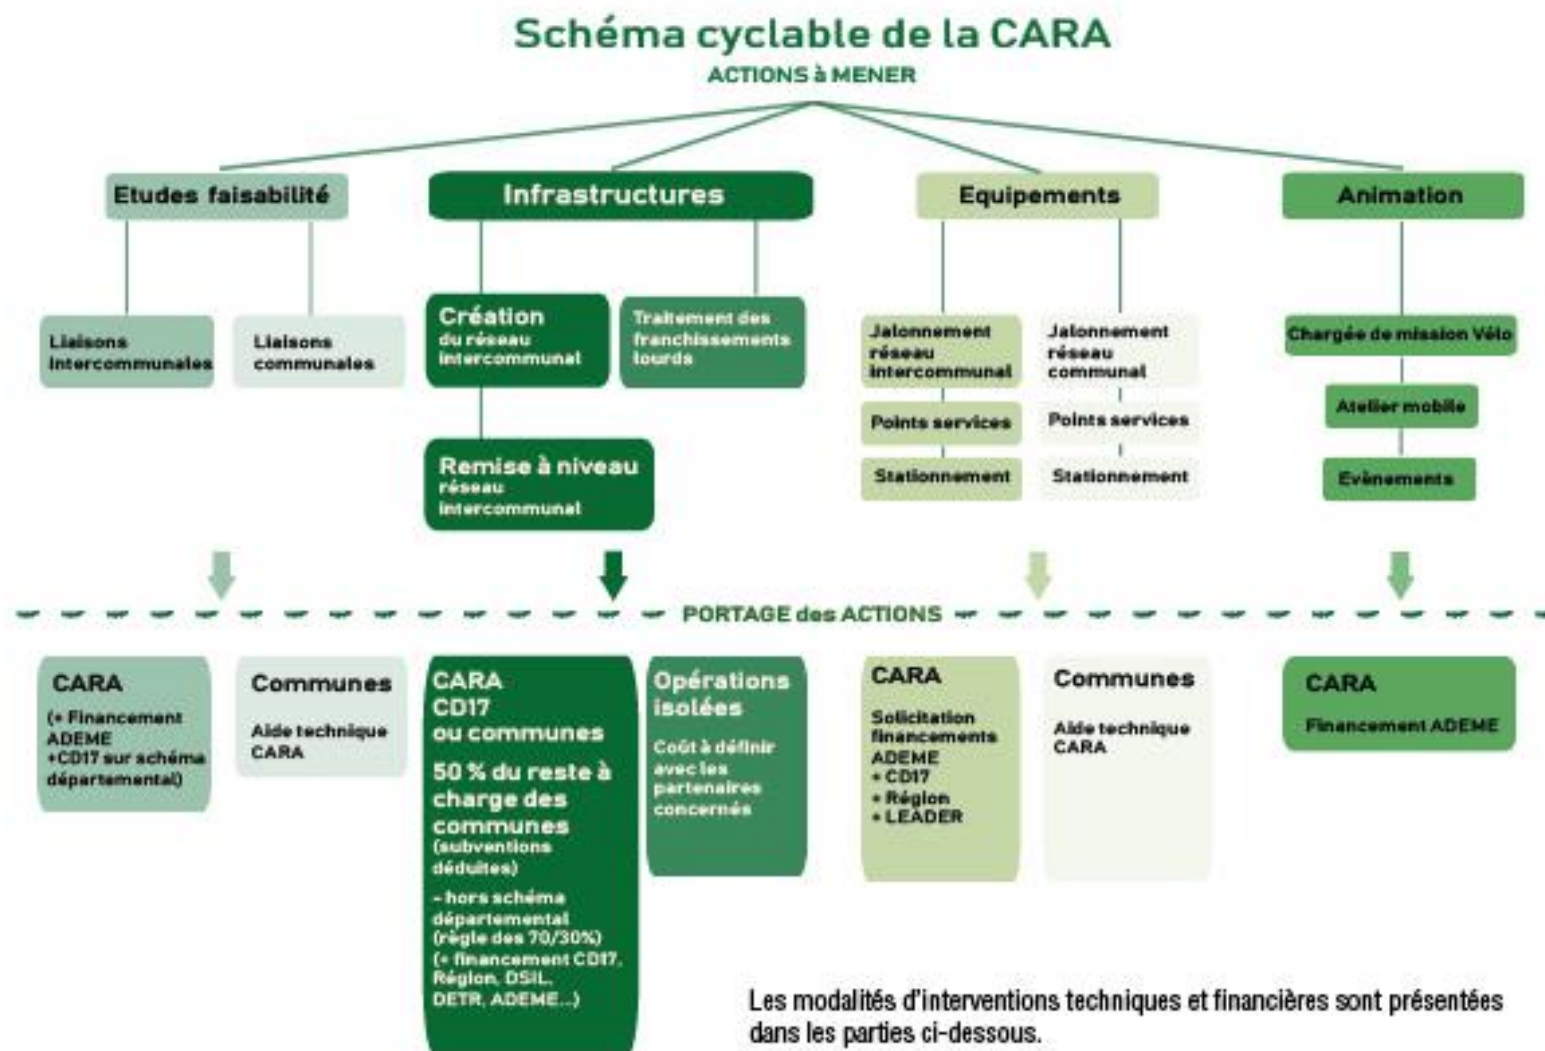 Schéma cyclable de la CARA
ACTIONS à MENER
Etudes faisabilité
Liaisons
intercommunales
Liaisons
communales
Infrastructures
Création
du réseau
intercommunal
Traitement des
franchissements
lourds
Remise à niveau
réseau
intercommunal
Equipements
Jalonnement
réseau
intercommunal
Points services
Stationnement
Jalonnement
réseau
communal
Points services
Stationnement
Animation
Chargée de mission Vélo
Atelier mobile
Evènements
PORTAGE des ACTIONS
CARA
(+ Financement
ADEME
+CD17 sur schéma
départemental)
Communes
Aide technique
CARA
CARA
CD17
ou communes
50 % du reste à
charge des
communes
(subventions
déduites)
- hors schéma
départemental
(règle des 70/30%)
(+ financement CD17,
Région, DSIL,
DETR, ADEME...)
Opérations
isolées
Coût à définir
avec les
partenaires
concernés
CARA
Solicitation
financements
ADEME
+ CD17
+ Région
+ LEADER
Communes
Aide technique
CARA
CARA
Financement ADEME
Les modalités d'interventions techniques et financières sont présentées
dans les parties ci-dessous.